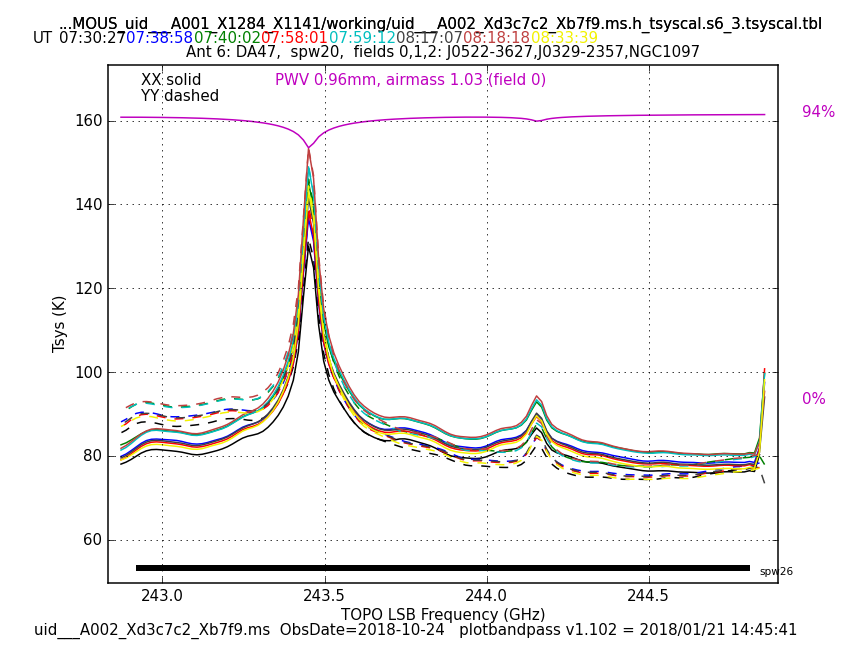 ...MOUS_uid___A001_X1284_X1141/working/uid___A002_Xd3c7c2_Xb7f9.ms.h_tsyscal.s6_3.tsyscal.tbl
UT 07:30:27 07:38:58 07:40:02 07:58:01 07:59:12 08:17:07 08:18:18 08:33:39
Ant 6: DA47, spw20, fields 0,1,2: J0522-3627,J0329-2357,NGC1097
XX solid
PWV 0.96mm, airmass 1.03 (field 0)
YY dashed
94%
0%
160
140
120
100
80
60
Tsys (K)
spw26
243.0 243.5 244.0 244.5
TOPO LSB Frequency (GHz)
uid___A002_Xd3c7c2_Xb7f9.ms ObsDate=2018-10-24 plotbandpass v1.102 = 2018/01/21 14:45:41